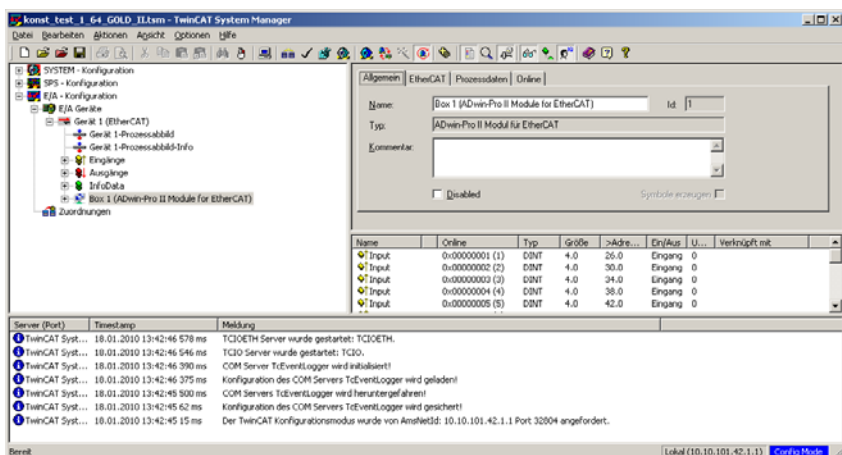 konst_test_1_64_GOLD_II.tsm - TwinCAT System Manager
Datei Bearbeiten Aktionen Ansicht Optionen Hilfe
SYSTEM - Konfiguration
SPS - Konfiguration
E/A - Konfiguration
E/A Geräte
Gerät 1 (EtherCAT)
Gerät 1-Prozessabbild
Gerät 1-Prozessabbild-Info
Eingänge
Ausgänge
InfoData
Box 1 (ADwin-Pro II Module for EtherCAT)
Zuordnungen
Allgemein EtherCAT Prozessdaten Online
Name: Box 1 (ADwin-Pro II Module for EtherCAT) Id: 1
Typ: ADwin-Pro II Modul für EtherCAT
Kommentar:
Disabled Symbole erzeugen
Name Online Typ Größe >Adre... Ein/Aus U... Verknüpft mit
Input 0x00000001 (1) DINT 4.0 26.0 Eingang 0
Input 0x00000002 (2) DINT 4.0 30.0 Eingang 0
Input 0x00000003 (3) DINT 4.0 34.0 Eingang 0
Input 0x00000004 (4) DINT 4.0 38.0 Eingang 0
Input 0x00000005 (5) DINT 4.0 42.0 Eingang 0
Server (Port) Timestamp Meldung
TwinCAT Syst... 18.01.2010 13:42:46 578 ms TCIOETH Server wurde gestartet: TCIOETH.
TwinCAT Syst... 18.01.2010 13:42:46 546 ms TCIO Server wurde gestartet: TCIO.
TwinCAT Syst... 18.01.2010 13:42:46 390 ms COM Server TcEventLogger wird initialisiert!
TwinCAT Syst... 18.01.2010 13:42:46 375 ms Konfiguration des COM Servers TcEventLogger wird geladen!
TwinCAT Syst... 18.01.2010 13:42:45 500 ms COM Servers TcEventLogger wird heruntergefahren!
TwinCAT Syst... 18.01.2010 13:42:45 62 ms Konfiguration des COM Servers TcEventLogger wird gesichert!
TwinCAT Syst... 18.01.2010 13:42:45 15 ms Der TwinCAT Konfigurationsmodus wurde von AmsNetId: 10.10.101.42.1.1 Port 32804 angefordert.
Bereit Lokal (10.10.101.42.1.1) Config Mode